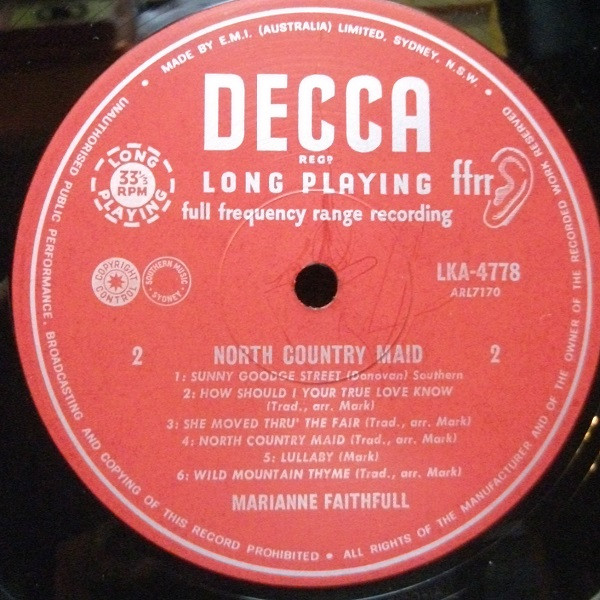 MADE BY E.M.I. (AUSTRALIA) LIMITED, SYDNEY, N.S.W. •
DECCA
REGD
LONG PLAYING
ffrr
full frequency range recording
LONG
33⅓
RPM
PLAYING
COPYRIGHT
CONTROL
SOUTHERN MUSIC
SYDNEY
LKA-4778
ARL7170
2 NORTH COUNTRY MAID 2
1: SUNNY GOODGE STREET (Donovan) Southern
2: HOW SHOULD I YOUR TRUE LOVE KNOW
(Trad., arr. Mark)
3: SHE MOVED THRU' THE FAIR (Trad., arr. Mark)
4: NORTH COUNTRY MAID (Trad., arr. Mark)
5: LULLABY (Mark)
6: WILD MOUNTAIN THYME (Trad., arr. Mark)
MARIANNE FAITHFULL
UNAUTHORISED PUBLIC PERFORMANCE, BROADCASTING AND COPYING OF THIS RECORD PROHIBITED • ALL RIGHTS OF THE MANUFACTURER AND OF THE OWNER OF THE RECORDED WORK RESERVED •